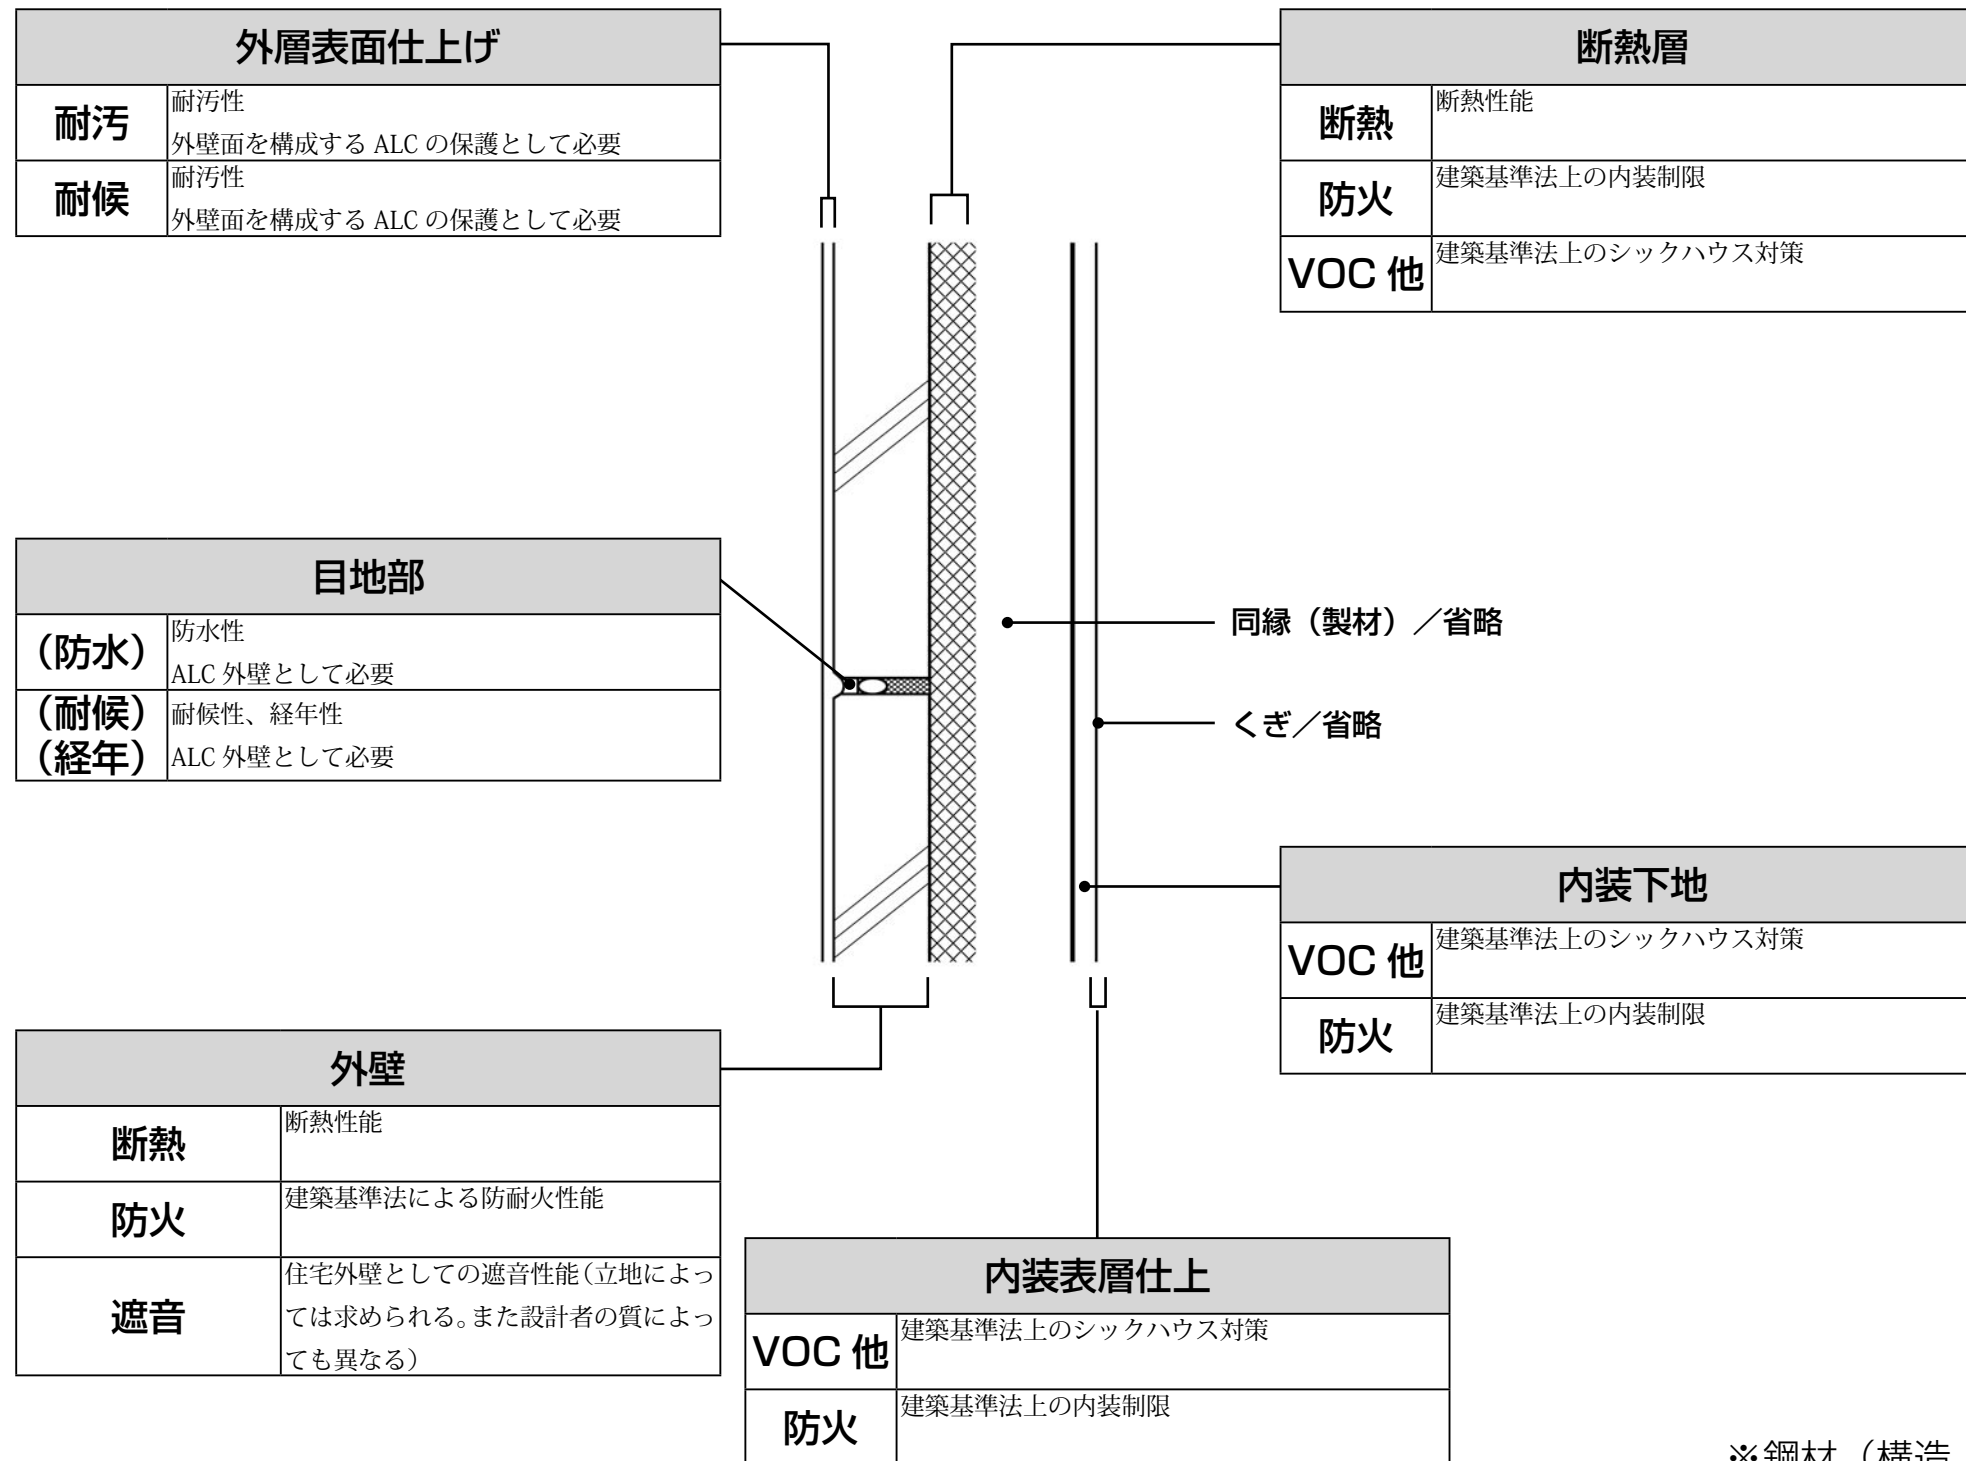 外層表面仕上げ
耐汚
耐汚性
外壁面を構成する ALC の保護として必要
耐候
耐汚性
外壁面を構成する ALC の保護として必要
断熱層
断熱
断熱性能
防火
建築基準法上の内装制限
VOC 他
建築基準法上のシックハウス対策
目地部
（防水）
防水性
ALC 外壁として必要
（耐候）
（経年）
耐候性、経年性
ALC 外壁として必要
同縁（製材）／省略
くぎ／省略
内装下地
VOC 他
建築基準法上のシックハウス対策
防火
建築基準法上の内装制限
外壁
断熱
断熱性能
防火
建築基準法による防耐火性能
遮音
住宅外壁としての遮音性能（立地によっ
ては求められる。また設計者の質によっ
ても異なる）
内装表層仕上
VOC 他
建築基準法上のシックハウス対策
防火
建築基準法上の内装制限
※鋼材（構造